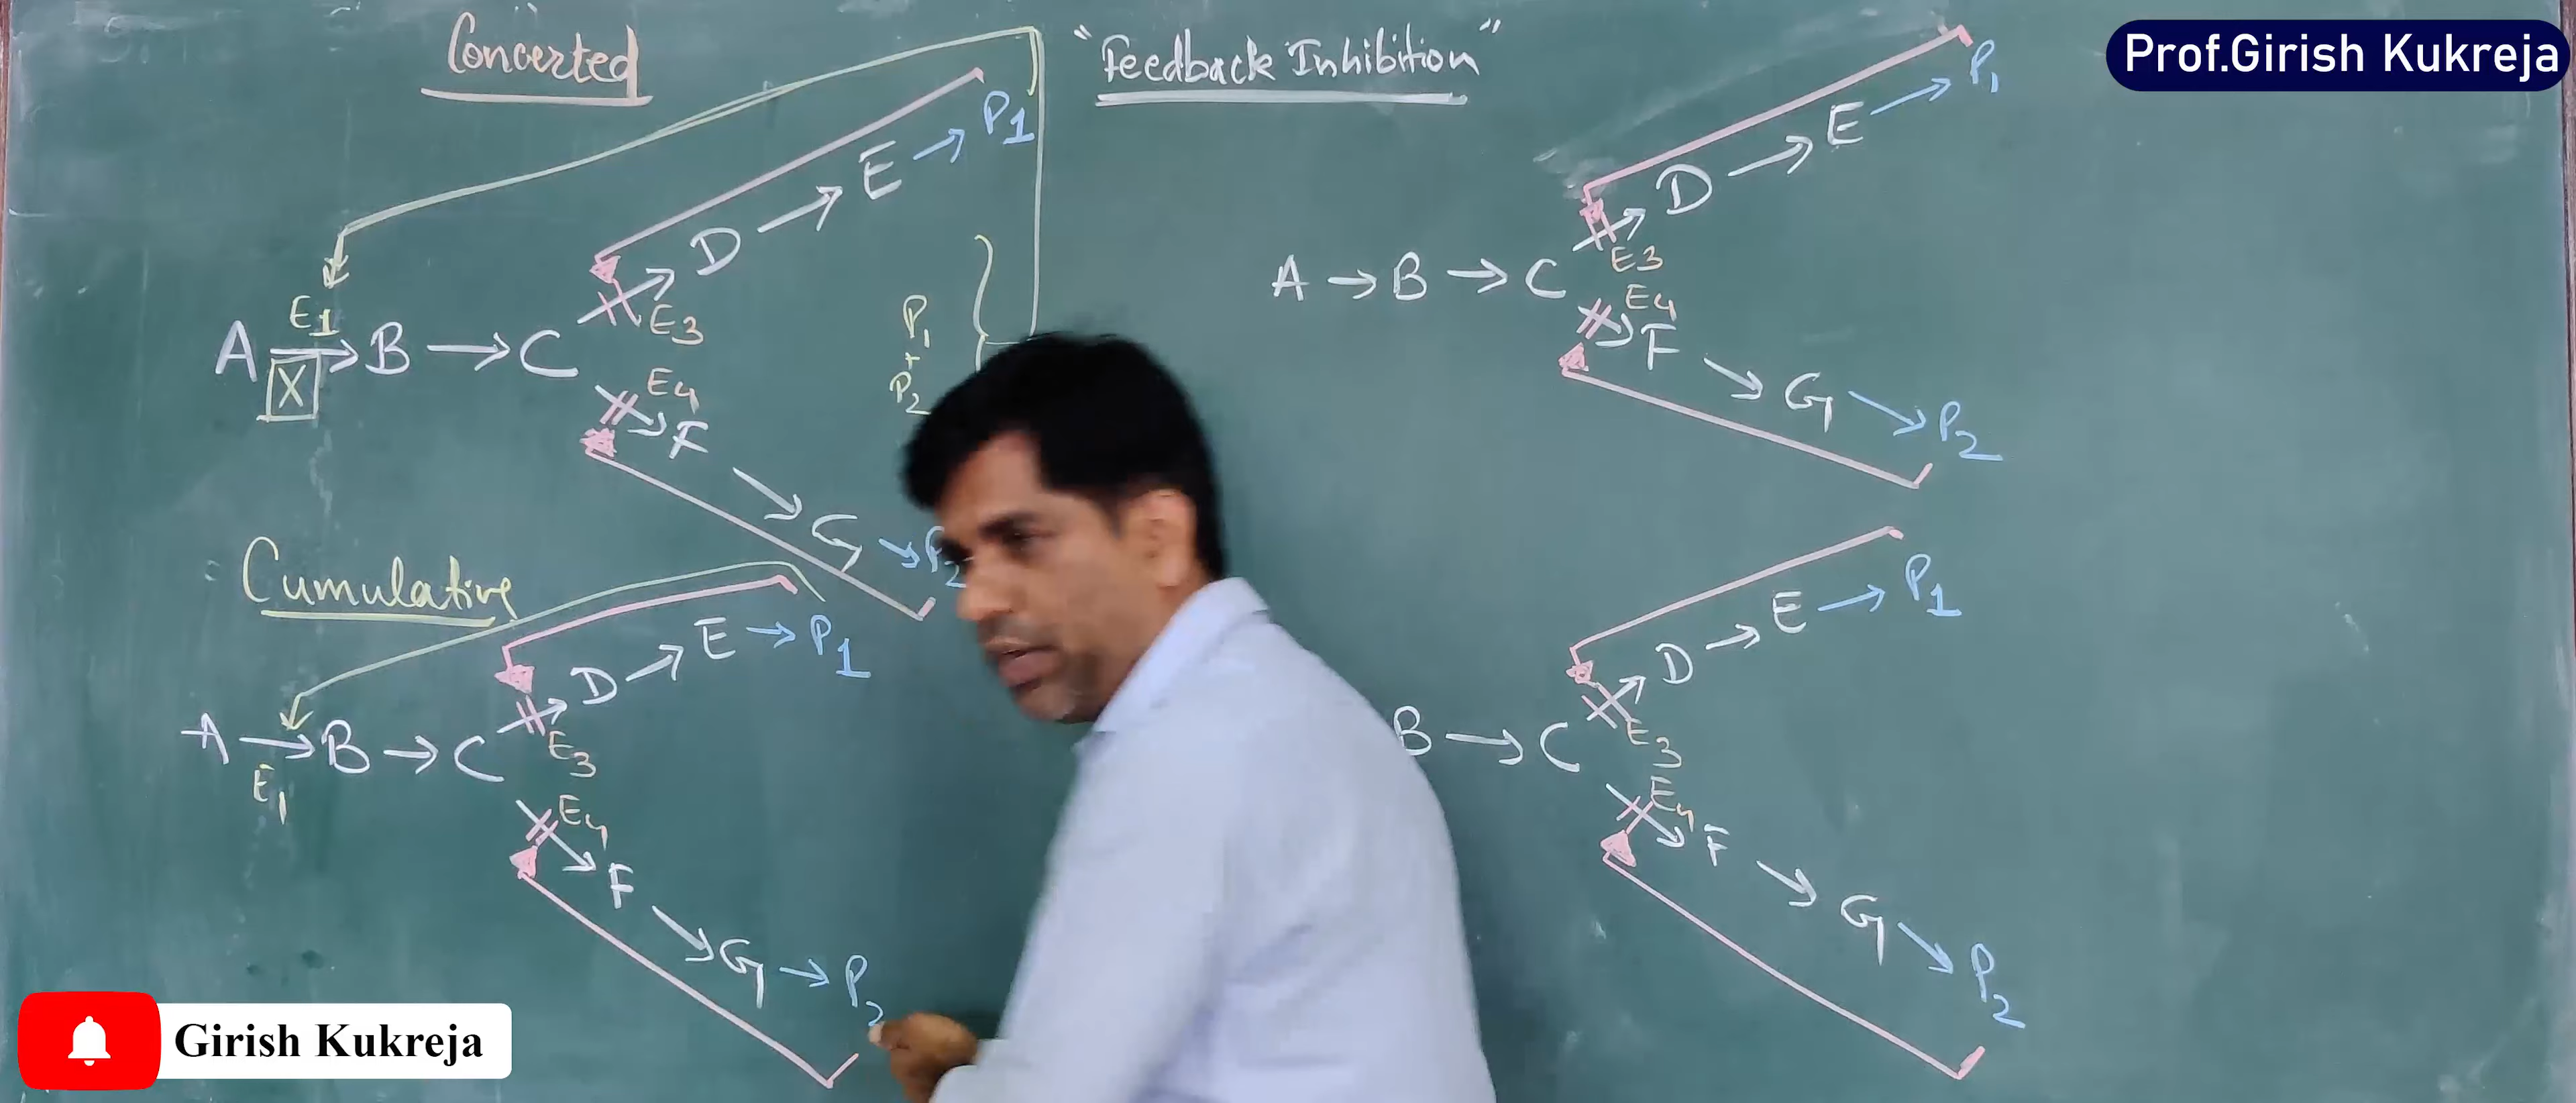 Concerted
"Feedback Inhibition"
Prof.Girish Kukreja
A → B → C
E1
X
E3
D → E → P1
E4
F → G → P2
P1
+
P2
A → B → C
E3
D → E → P1
E4
F → G → P2
Cumulative
A → B → C
E1
E3
D → E → P1
E4
F → G → P2
B → C
E3
D → E → P1
E4
F → G → P2
Girish Kukreja